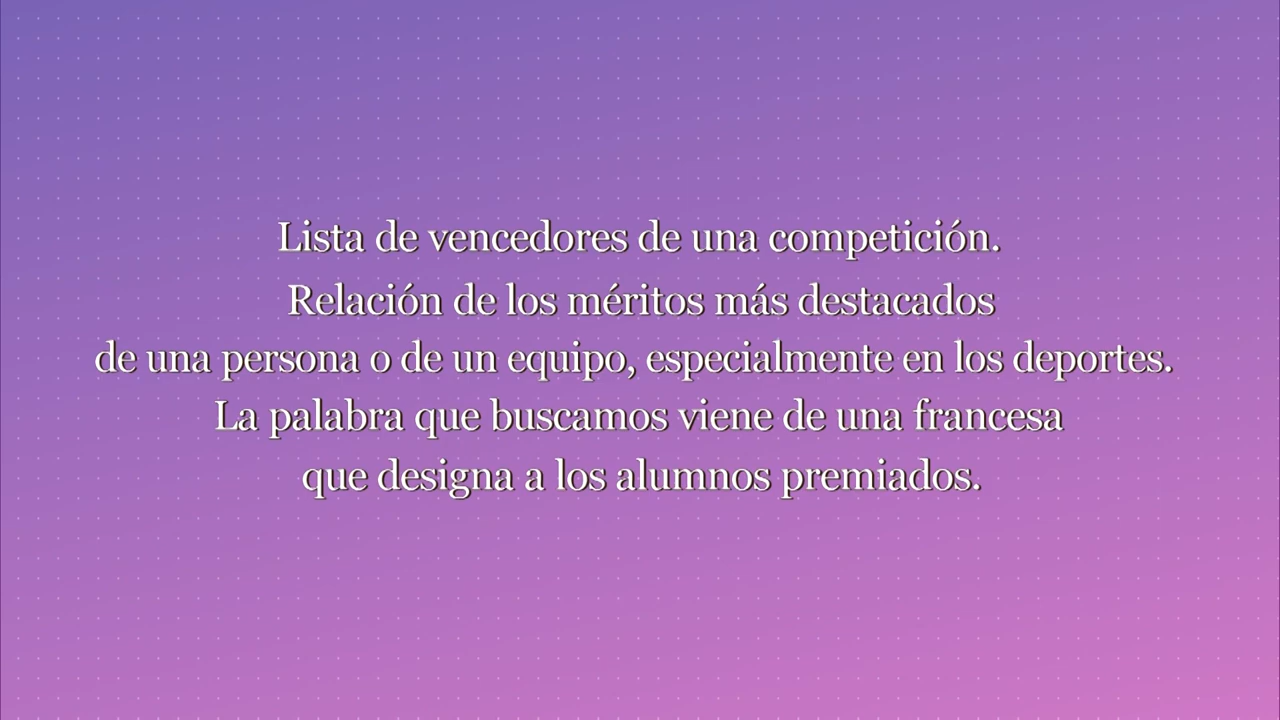 Lista de vencedores de una competición.
Relación de los méritos más destacados
de una persona o de un equipo, especialmente en los deportes.
La palabra que buscamos viene de una francesa
que designa a los alumnos premiados.